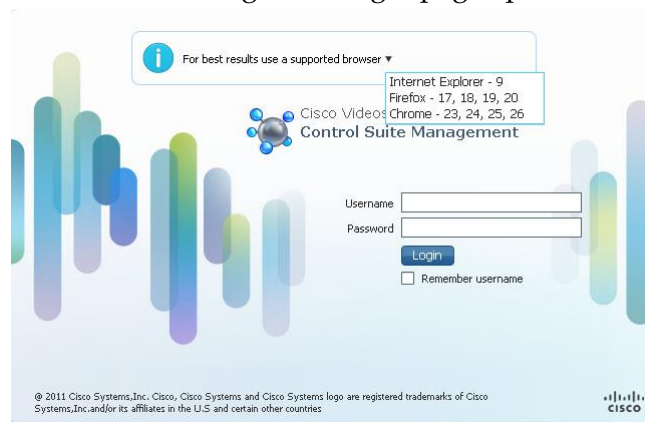 For best results use a supported browser ▼
Internet Explorer - 9
Firefox - 17, 18, 19, 20
Chrome - 23, 24, 25, 26
Cisco Videos
Control Suite Management
Username
Password
Login
Remember username
@ 2011 Cisco Systems,Inc. Cisco, Cisco Systems and Cisco Systems logo are registered trademarks of Cisco
Systems,Inc.and/or its affiliates in the U.S and certain other countries
CISCO